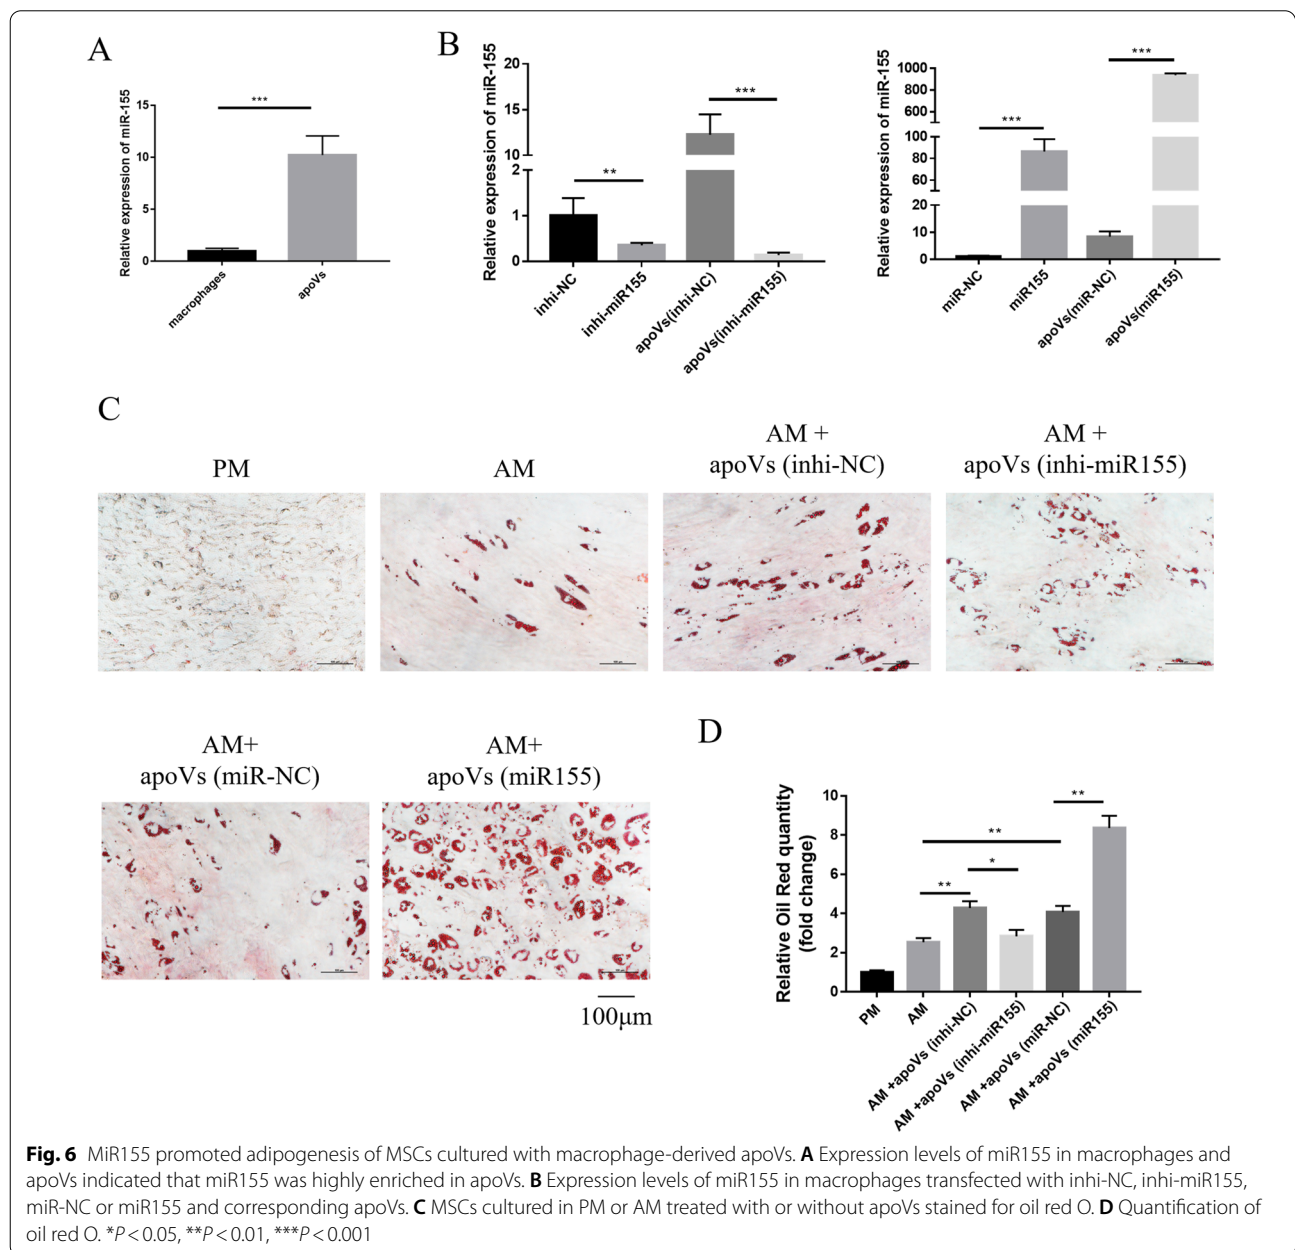 A
Relative expression of miR-155
15
10
5
0
***
macrophages
apoVs
B
Relative expression of miR-155
20
15
10
2
1
0
**
***
inhi-NC
inhi-miR155
apoVs(inhi-NC)
apoVs(inhi-miR155)
Relative expression of miR-155
1000
800
600
100
80
60
20
10
0
***
***
miR-NC
miR155
apoVs(miR-NC)
apoVs(miR155)
C
PM
AM
AM +
apoVs (inhi-NC)
AM +
apoVs (inhi-miR155)
AM+
apoVs (miR-NC)
AM+
apoVs (miR155)
100μm
D
Relative Oil Red quantity
(fold change)
10
8
6
4
2
0
**
**
*
**
PM
AM
AM +apoVs (inhi-NC)
AM +apoVs (inhi-miR155)
AM +apoVs (miR-NC)
AM +apoVs (miR155)
Fig. 6 MiR155 promoted adipogenesis of MSCs cultured with macrophage-derived apoVs. A Expression levels of miR155 in macrophages and
apoVs indicated that miR155 was highly enriched in apoVs. B Expression levels of miR155 in macrophages transfected with inhi-NC, inhi-miR155,
miR-NC or miR155 and corresponding apoVs. C MSCs cultured in PM or AM treated with or without apoVs stained for oil red O. D Quantification of
oil red O. *P < 0.05, **P < 0.01, ***P < 0.001